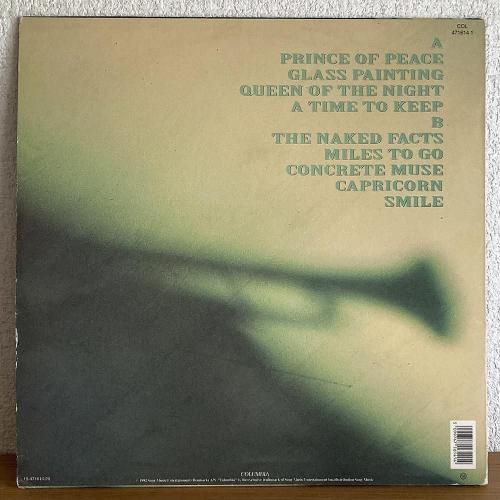 COL
471614 1
A
PRINCE OF PEACE
GLASS PAINTING
QUEEN OF THE NIGHT
A TIME TO KEEP
B
THE NAKED FACTS
MILES TO GO
CONCRETE MUSE
CAPRICORN
SMILE
COLUMBIA